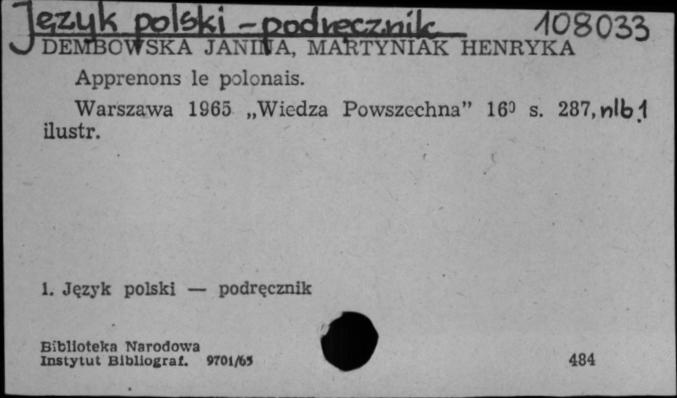 Język polski - podręcznik 108033
DEMBOWSKA JANINA, MARTYNIAK HENRYKA
Apprenons le polonais.
Warszawa 1965 „Wiedza Powszechna” 16⁰ s. 287, nlb. 1
ilustr.
1. Język polski — podręcznik
Biblioteka Narodowa
Instytut Bibliograf. 9701/65
484